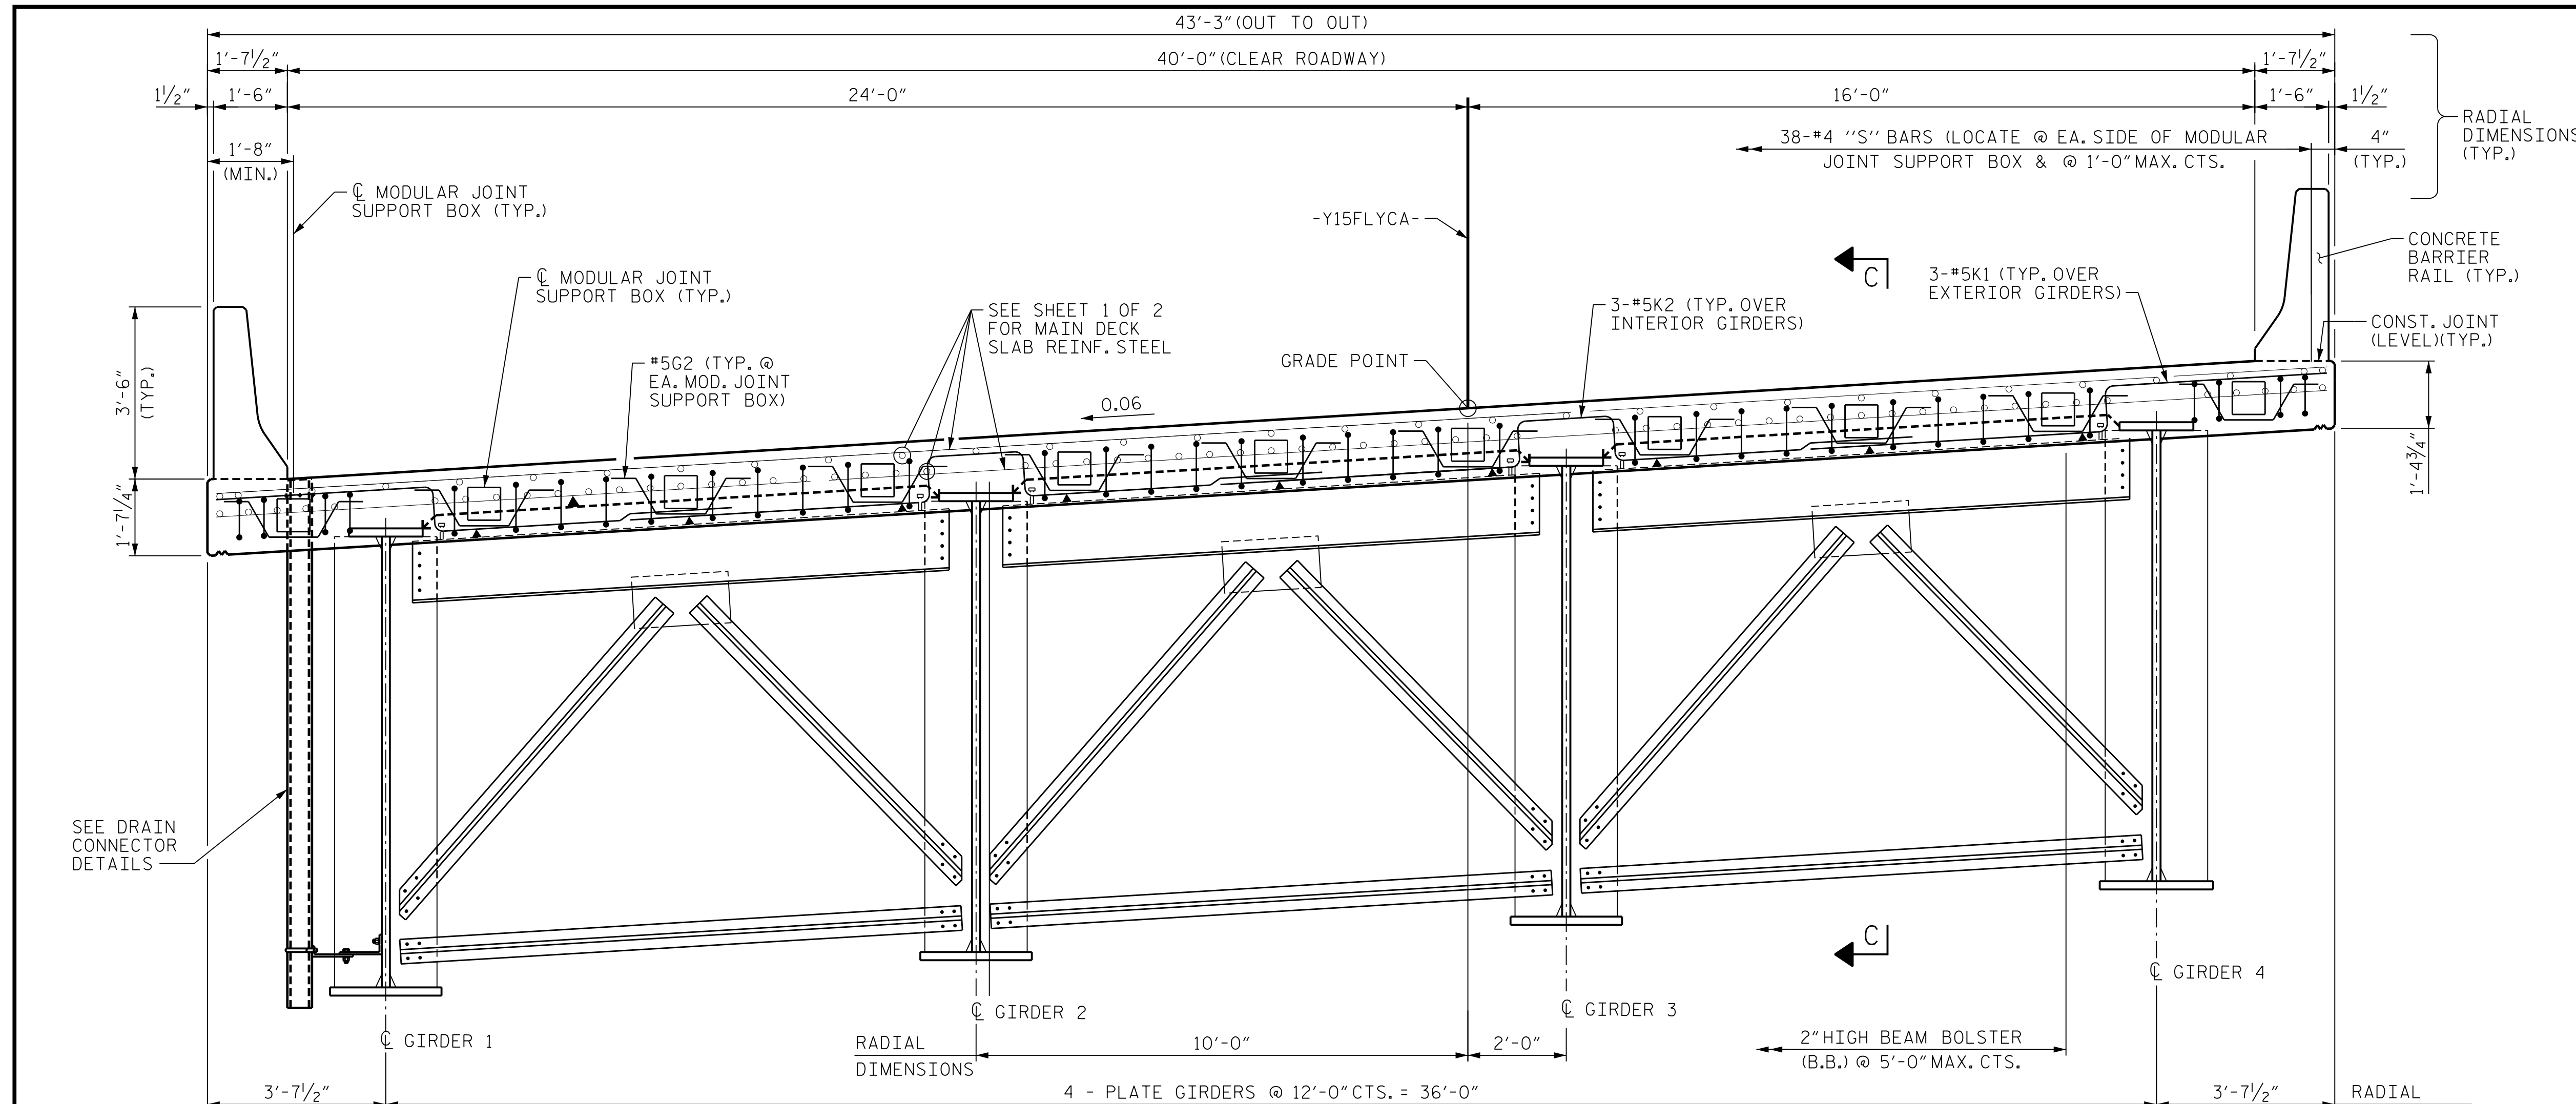 43'-3" (OUT TO OUT)
1'-7½"
40'-0" (CLEAR ROADWAY)
1'-7½"
1½"
1'-6"
24'-0"
16'-0"
1'-6"
1½"
RADIAL
DIMENSIONS
(TYP.)
38-#4 ''S'' BARS (LOCATE @ EA. SIDE OF MODULAR
JOINT SUPPORT BOX & @ 1'-0" MAX. CTS.
4"
(TYP.)
1'-8"
(MIN.)
℄ MODULAR JOINT
SUPPORT BOX (TYP.)
-Y15FLYCA-
CONCRETE
BARRIER
RAIL (TYP.)
℄ MODULAR JOINT
SUPPORT BOX (TYP.)
C
3-#5K1 (TYP. OVER
EXTERIOR GIRDERS)
SEE SHEET 1 OF 2
FOR MAIN DECK
SLAB REINF. STEEL
3-#5K2 (TYP. OVER
INTERIOR GIRDERS)
CONST. JOINT
(LEVEL)(TYP.)
#5G2 (TYP. @
EA. MOD. JOINT
SUPPORT BOX)
GRADE POINT
3'-6"
(TYP.)
0.06
1'-7¼"
1'-4¾"
SEE DRAIN
CONNECTOR
DETAILS
C
℄ GIRDER 4
℄ GIRDER 3
℄ GIRDER 2
℄ GIRDER 1
RADIAL
DIMENSIONS
10'-0"
2'-0"
2" HIGH BEAM BOLSTER
(B.B.) @ 5'-0" MAX. CTS.
3'-7½"
4 - PLATE GIRDERS @ 12'-0" CTS. = 36'-0"
3'-7½"
RADIAL